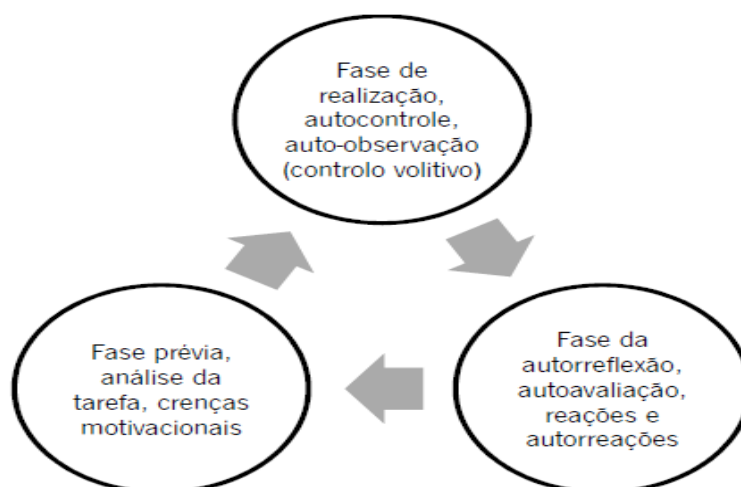 Fase de
realização,
autocontrole,
auto-observação
(controlo volitivo)
Fase prévia,
análise da
tarefa, crenças
motivacionais
Fase da
autorreflexão,
autoavaliação,
reações e
autorreações